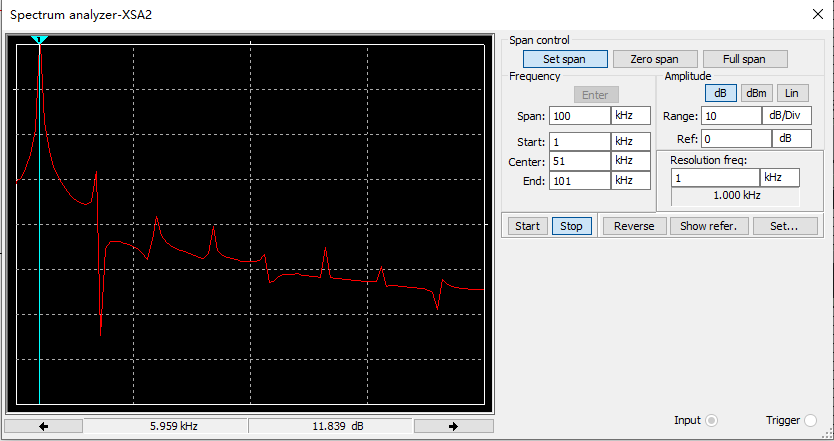 Spectrum analyzer-XSA2
1
5.959 kHz
11.839 dB
Span control
Set span
Zero span
Full span
Frequency
Enter
Span: 100 kHz
Start: 1 kHz
Center: 51 kHz
End: 101 kHz
Amplitude
dB
dBm
Lin
Range: 10 dB/Div
Ref: 0 dB
Resolution freq:
1 kHz
1.000 kHz
Start
Stop
Reverse
Show refer.
Set...
Input
Trigger